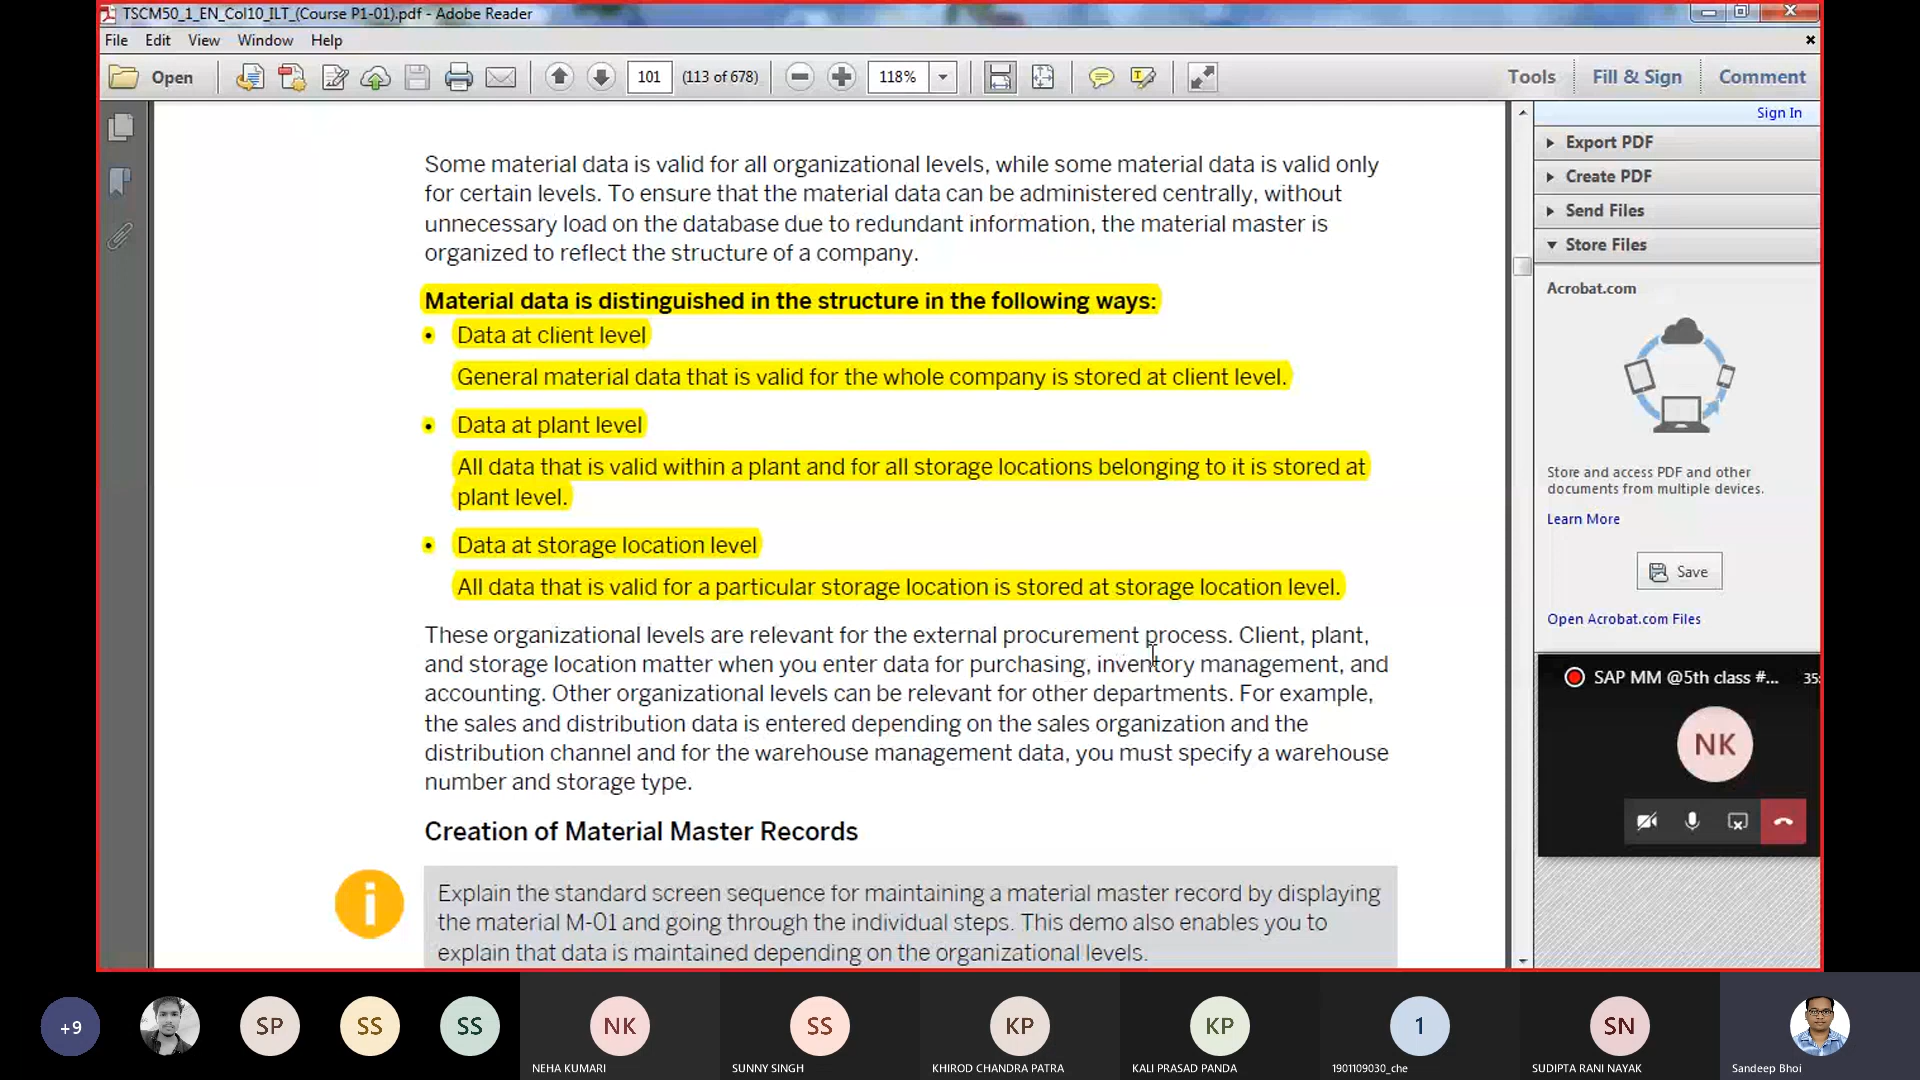 TSCM50_1_EN_Col10_ILT_(Course P1-01).pdf - Adobe Reader
File Edit View Window Help
Open 101 (113 of 678) 118% Tools Fill & Sign Comment
Sign In
Export PDF
Create PDF
Send Files
Store Files
Acrobat.com
Store and access PDF and other
documents from multiple devices.
Learn More
Save
Open Acrobat.com Files
Some material data is valid for all organizational levels, while some material data is valid only
for certain levels. To ensure that the material data can be administered centrally, without
unnecessary load on the database due to redundant information, the material master is
organized to reflect the structure of a company.
Material data is distinguished in the structure in the following ways:
• Data at client level
General material data that is valid for the whole company is stored at client level.
• Data at plant level
All data that is valid within a plant and for all storage locations belonging to it is stored at
plant level.
• Data at storage location level
All data that is valid for a particular storage location is stored at storage location level.
These organizational levels are relevant for the external procurement process. Client, plant,
and storage location matter when you enter data for purchasing, inventory management, and
accounting. Other organizational levels can be relevant for other departments. For example,
the sales and distribution data is entered depending on the sales organization and the
distribution channel and for the warehouse management data, you must specify a warehouse
number and storage type.
Creation of Material Master Records
i
Explain the standard screen sequence for maintaining a material master record by displaying
the material M-01 and going through the individual steps. This demo also enables you to
explain that data is maintained depending on the organizational levels.
SAP MM @5th class #... 35:
NK
+9 SP SS SS NK SS KP KP 1 SN
NEHA KUMARI SUNNY SINGH KHIROD CHANDRA PATRA KALI PRASAD PANDA 1901109030_che SUDIPTA RANI NAYAK Sandeep Bhoi